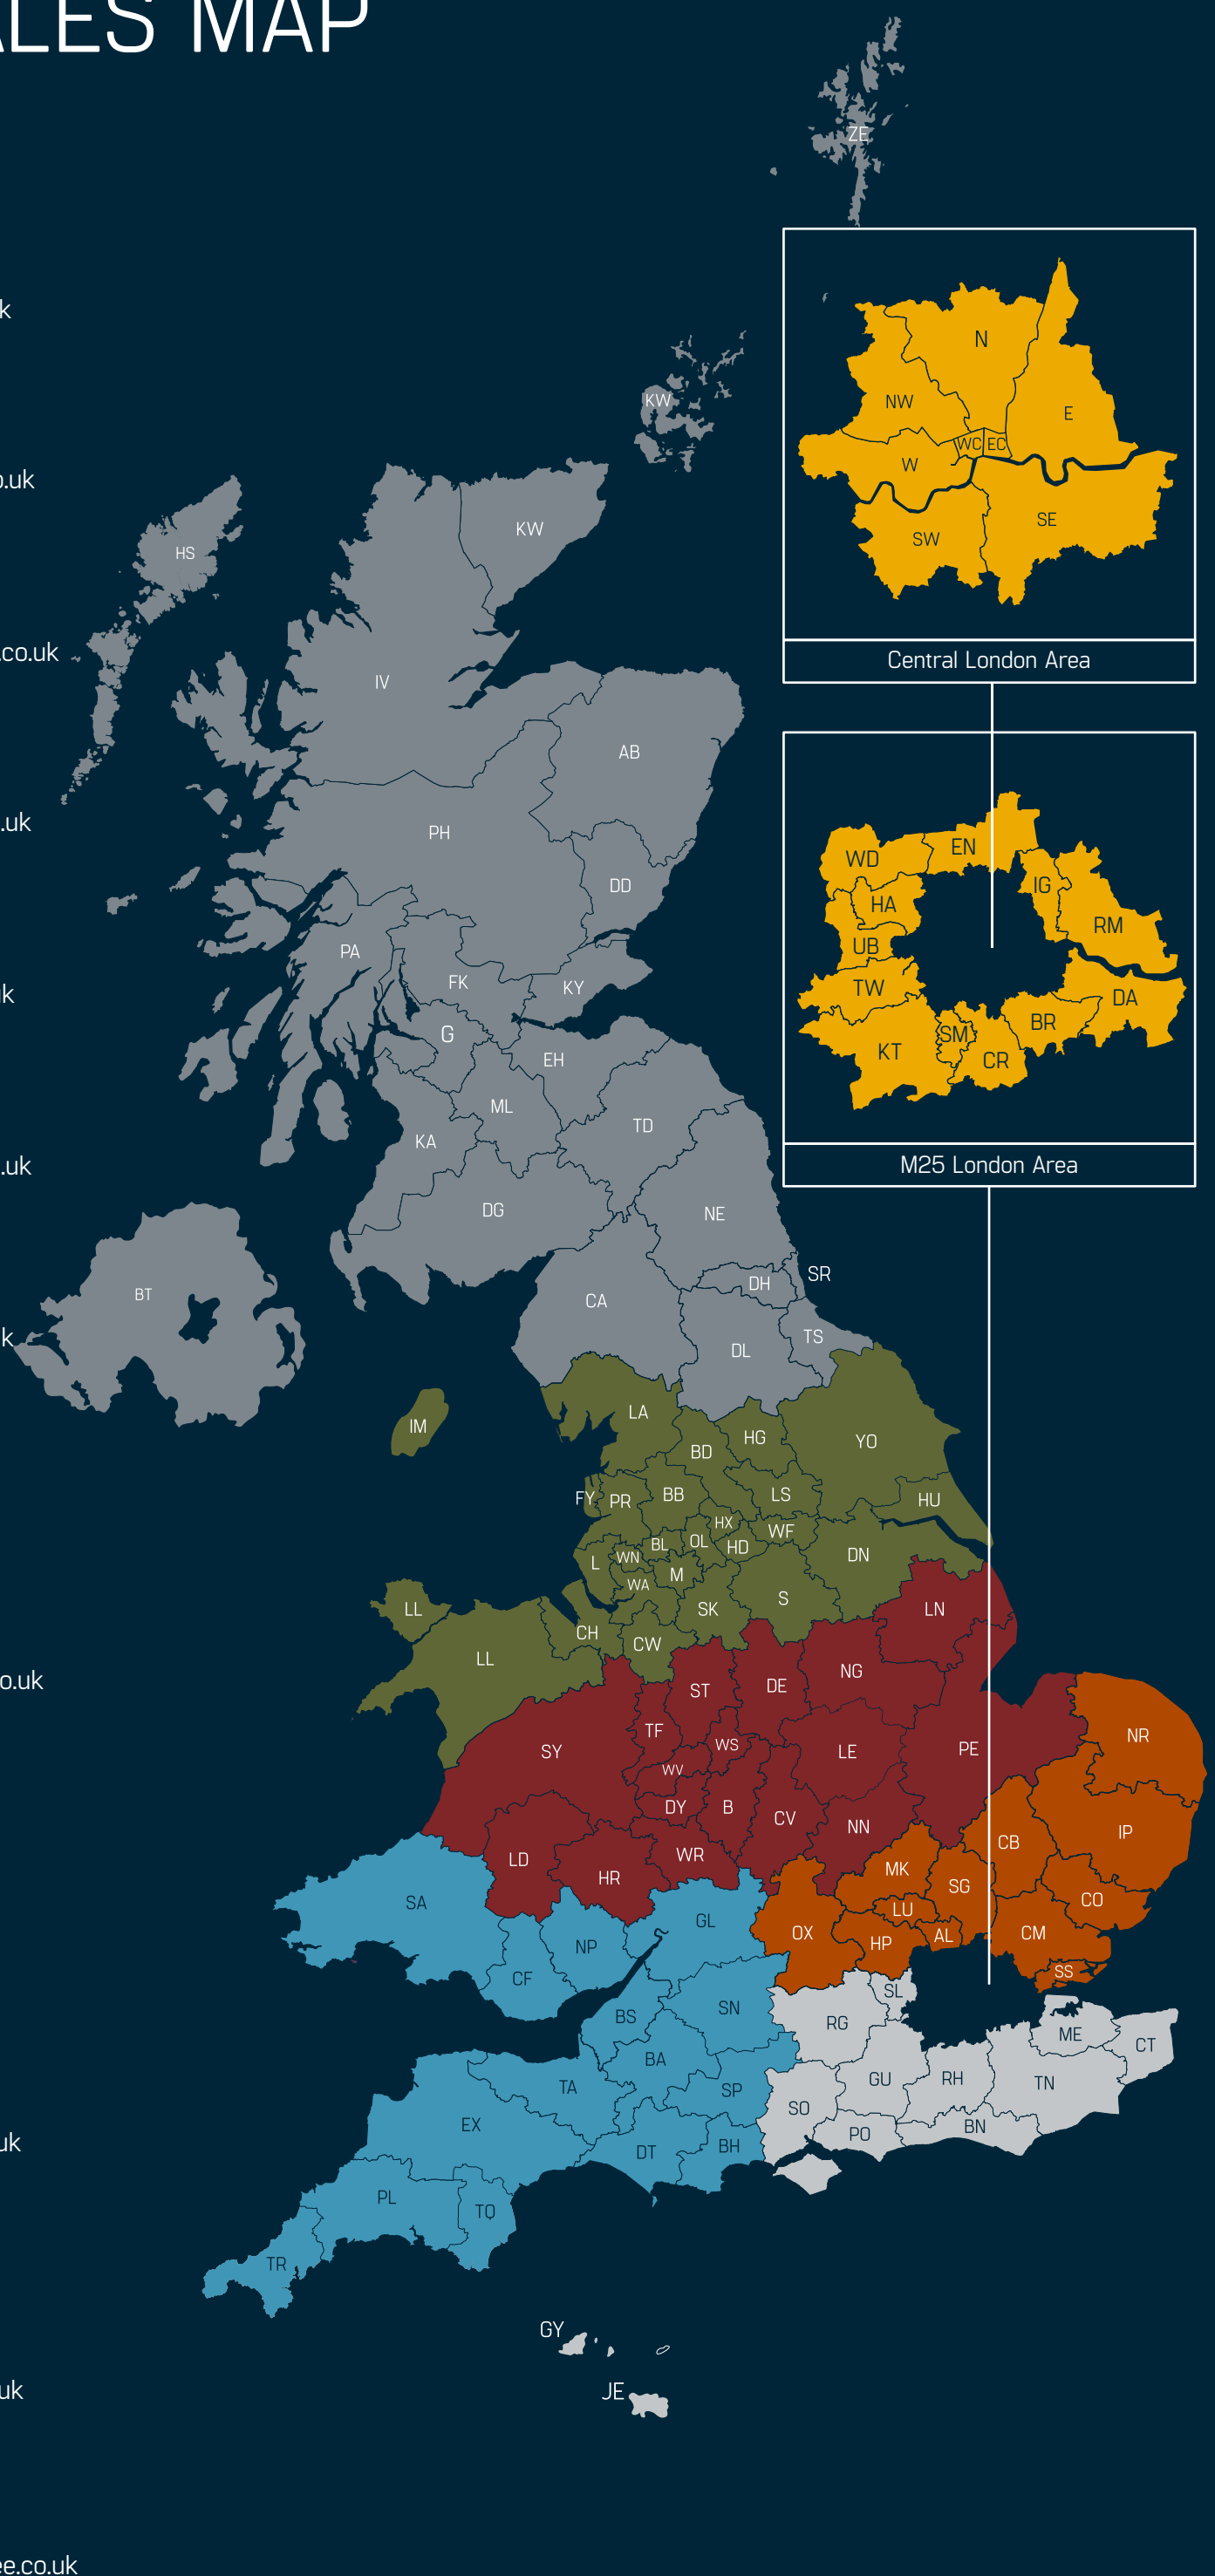 ALES MAP
ZE
k
N
KW
NW
E
WC EC
W
o.uk
SE
KW
SW
HS
.co.uk
Central London Area
IV
AB
.uk
PH
EN
WD
DD
IG
HA
RM
UB
PA
FK
KY
TW
uk
DA
BR
G
SM
KT
EH
CR
ML
TD
KA
.uk
M25 London Area
DG
NE
SR
DH
BT
CA
TS
k
DL
LA
IM
HG
YO
BD
FY
PR
BB
LS
HU
HX
WF
OL
BL
HD
DN
WN
L
M
WA
S
LL
SK
LN
CH
CW
LL
NG
o.uk
DE
ST
TF
NR
WS
SY
LE
PE
WV
DY
B
CV
NN
IP
CB
WR
LD
MK
HR
SG
CO
SA
LU
GL
OX
CM
AL
HP
NP
SS
CF
SL
SN
BS
RG
ME
CT
BA
GU
RH
TN
TA
SP
SO
EX
BN
PO
uk
DT
BH
PL
TQ
TR
GY
JE
uk
ee.co.uk